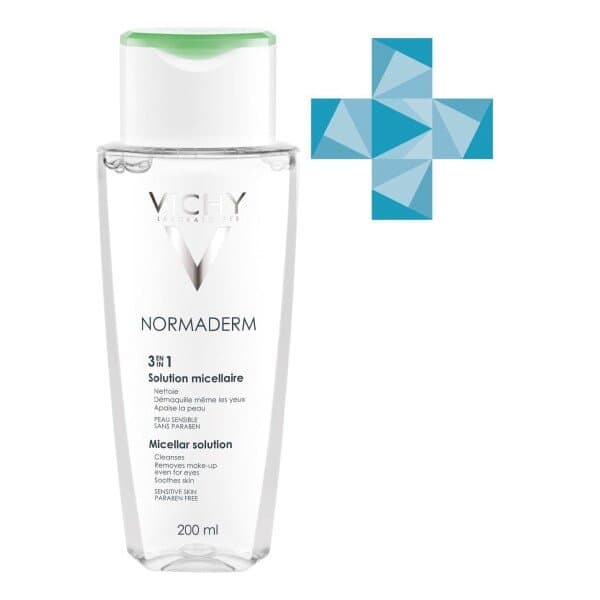 VICHY
LABORATOIRES
NORMADERM
3 EN IN 1
Solution micellaire
Nettoie
Démaquille même les yeux
Apaise la peau
PEAU SENSIBLE
SANS PARABEN
Micellar solution
Cleanses
Removes make-up
even for eyes
Soothes skin
SENSITIVE SKIN
PARABEN FREE
200 ml